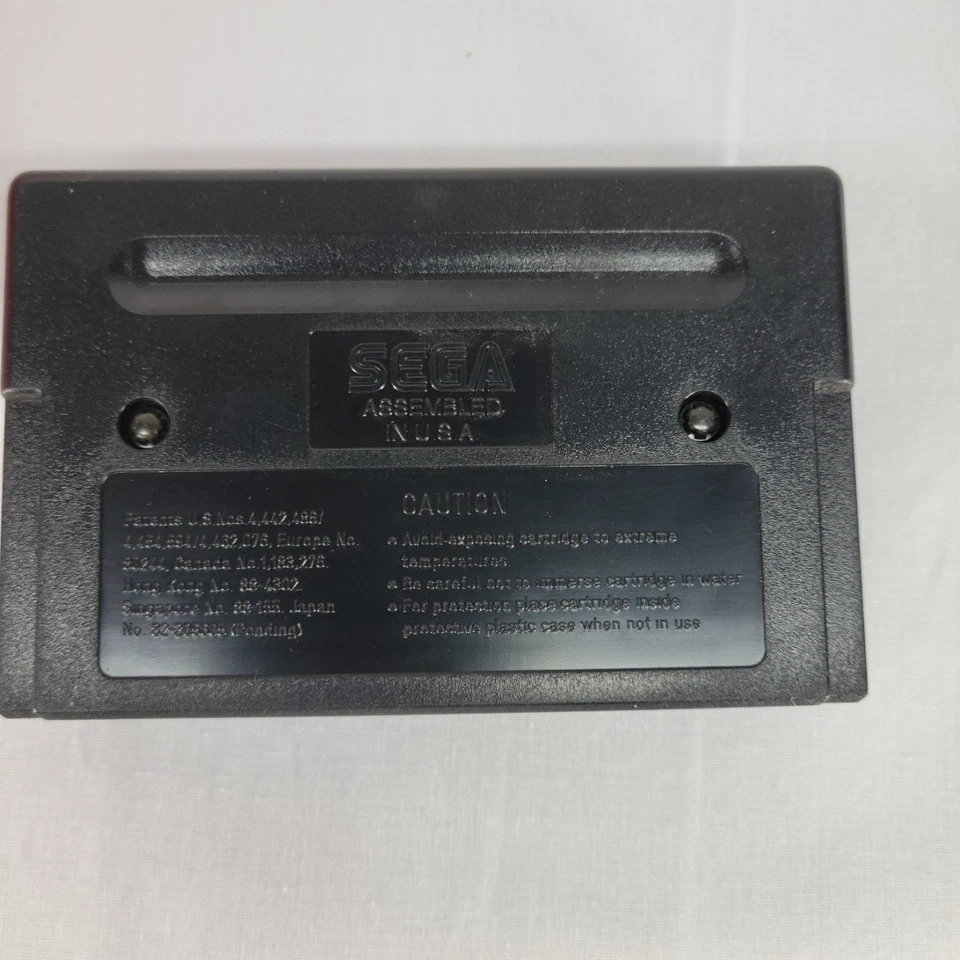 SEGA
ASSEMBLED
IN U S A
Patents U.S.Nos.4,442,486/
4,454,594/4,462,076, Europe No.
80244, Canada No.1,183,276.
Hong Kong No. 88-4302
Singapore No. 88-155, Japan
No. 82-205605 (Pending)
CAUTION
• Avoid exposing cartridge to extreme
temperatures.
• Be careful not to immerse cartridge in water
• For protection place cartridge inside
protective plastic case when not in use